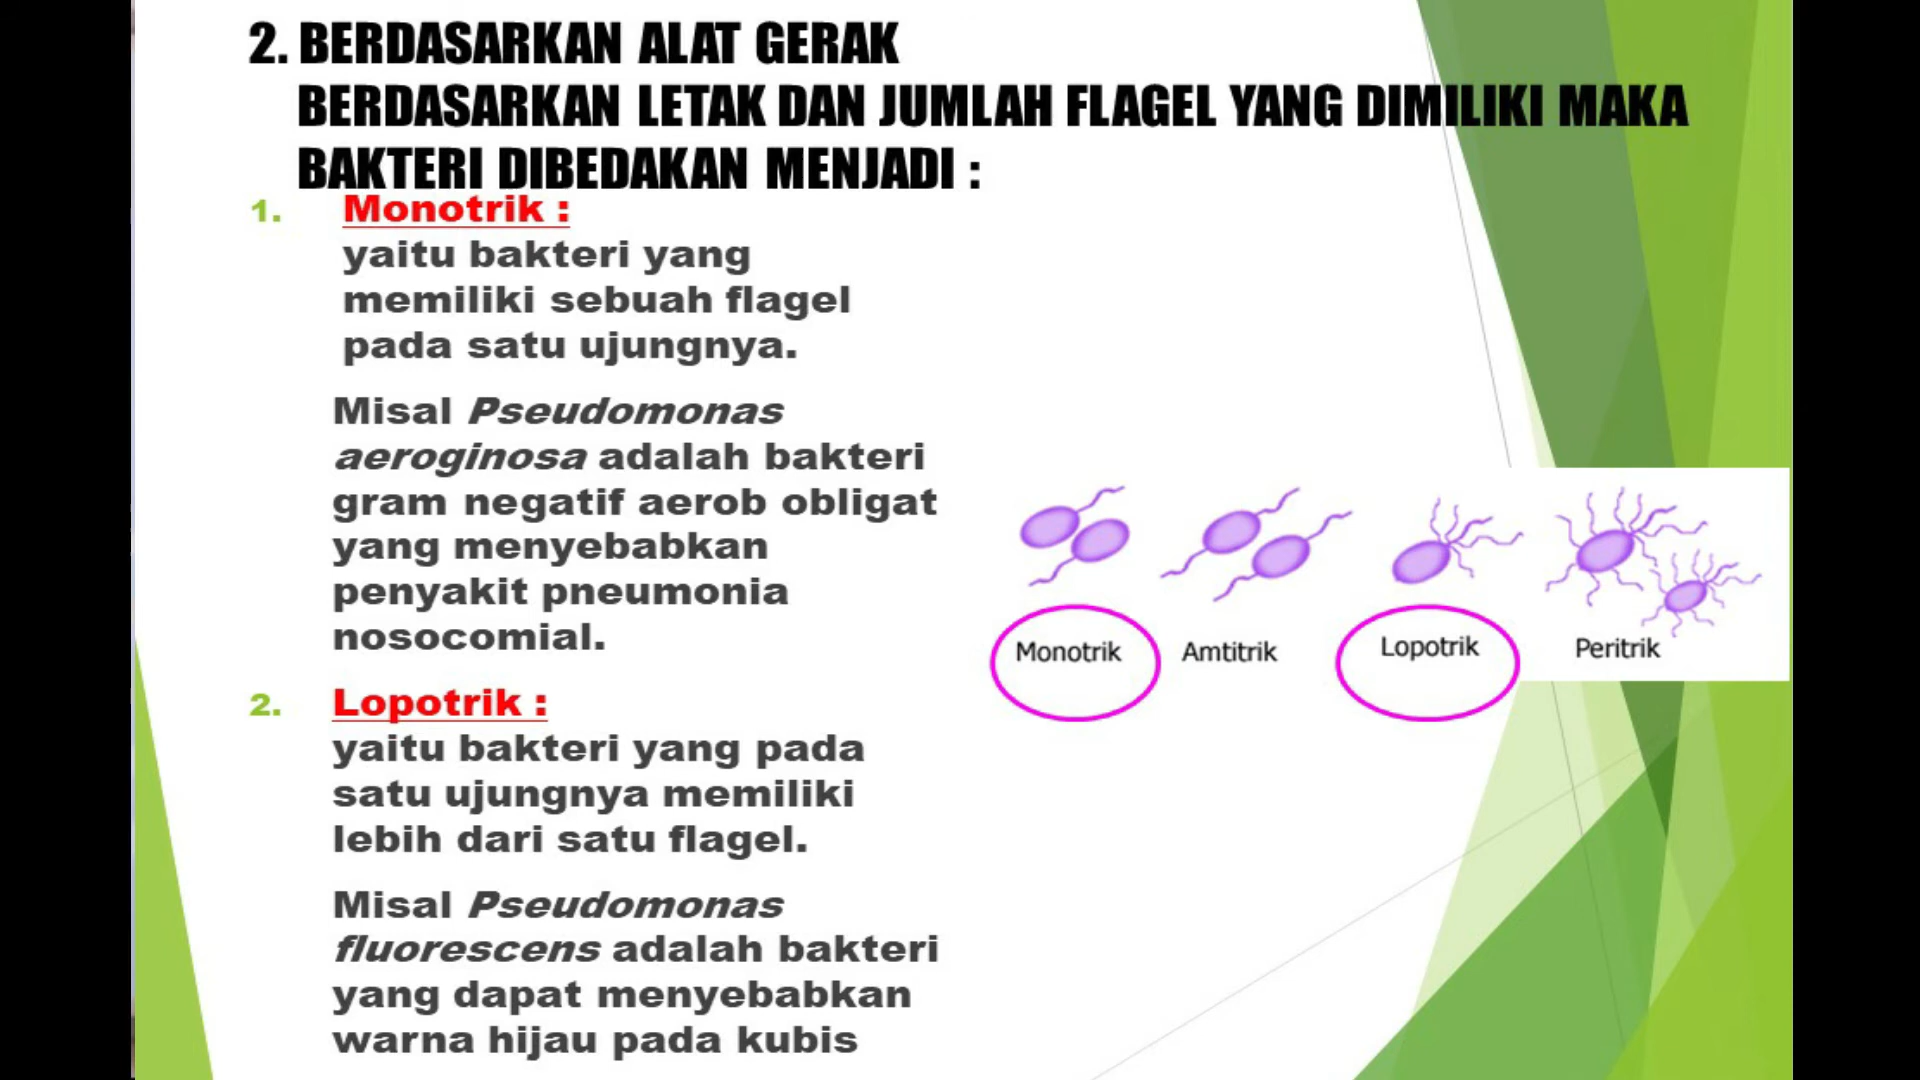 2. BERDASARKAN ALAT GERAK
BERDASARKAN LETAK DAN JUMLAH FLAGEL YANG DIMILIKI MAKA
BAKTERI DIBEDAKAN MENJADI :
1. Monotrik :
yaitu bakteri yang
memiliki sebuah flagel
pada satu ujungnya.
Misal Pseudomonas
aeroginosa adalah bakteri
gram negatif aerob obligat
yang menyebabkan
penyakit pneumonia
nosocomial.
2. Lopotrik :
yaitu bakteri yang pada
satu ujungnya memiliki
lebih dari satu flagel.
Misal Pseudomonas
fluorescens adalah bakteri
yang dapat menyebabkan
warna hijau pada kubis
Monotrik Amtitrik Lopotrik Peritrik